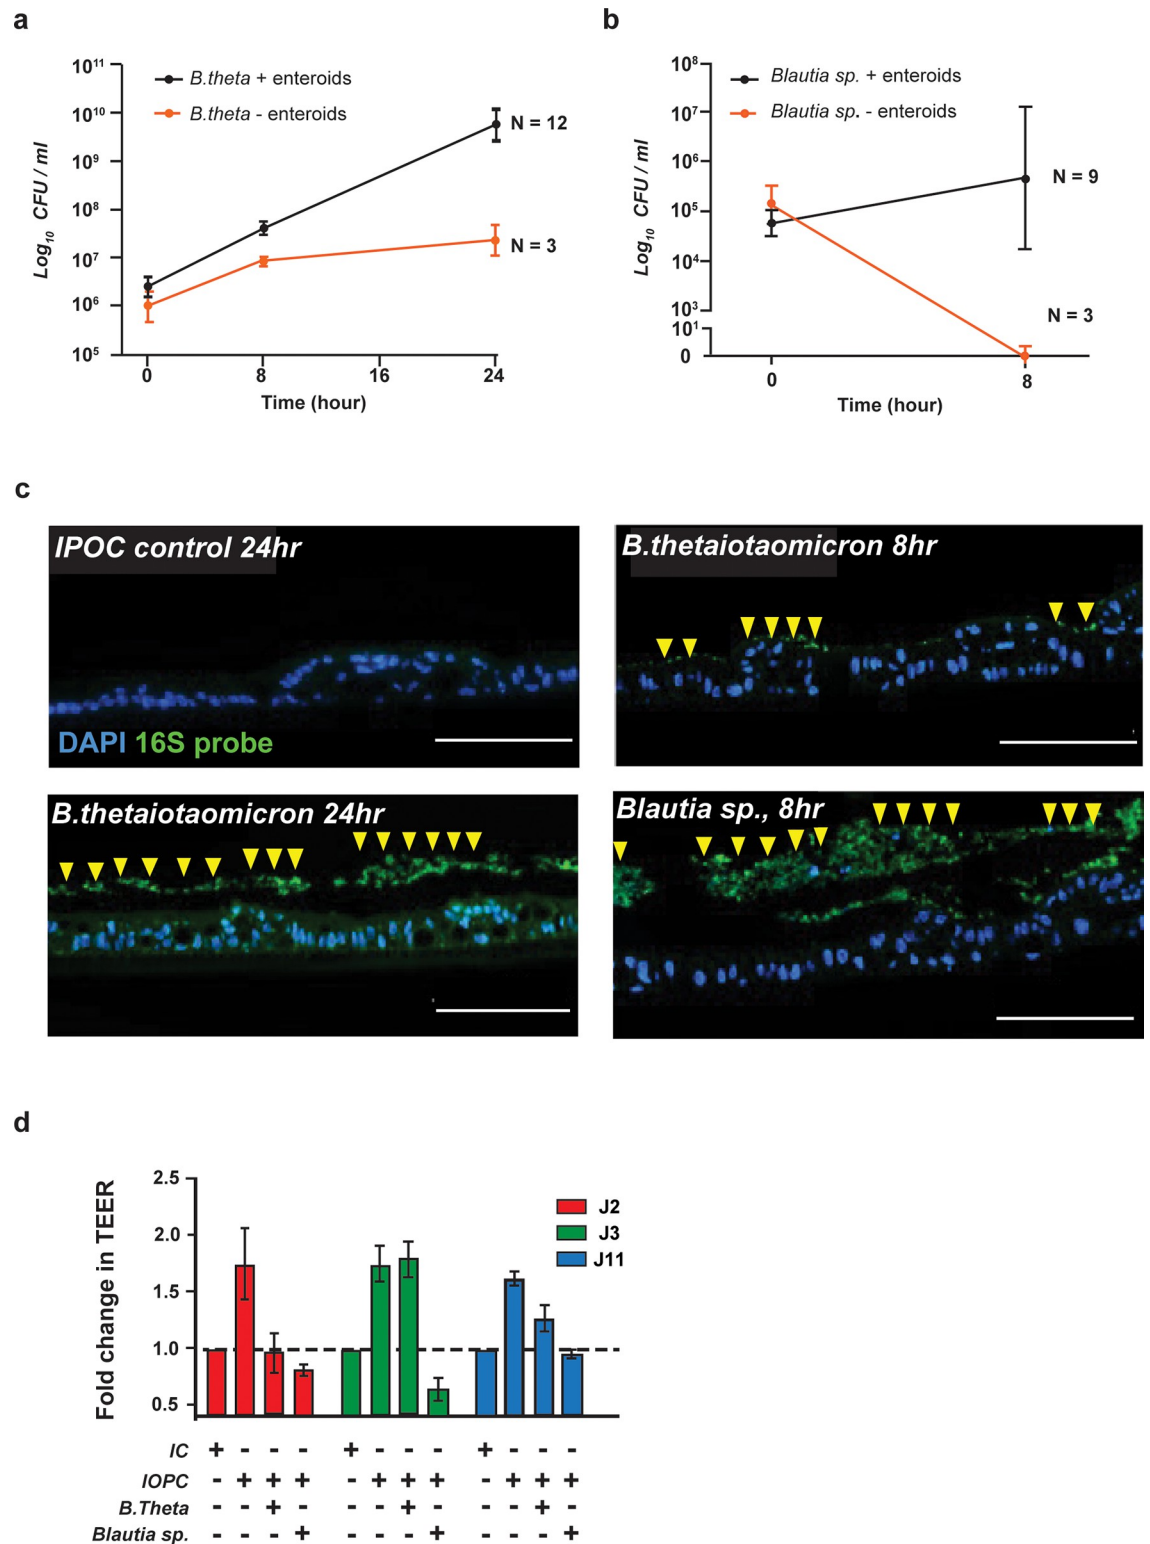 a
10¹¹
10¹⁰
10⁹
10⁸
10⁷
10⁶
10⁵
Log₁₀ CFU / ml
B.theta + enteroids
B.theta - enteroids
N = 12
N = 3
0 8 16 24
Time (hour)
b
10⁸
10⁷
10⁶
10⁵
10⁴
10³
10¹
0
Log₁₀ CFU / ml
Blautia sp. + enteroids
Blautia sp. - enteroids
N = 9
N = 3
0 8
Time (hour)
c
IPOC control 24hr
DAPI 16S probe
B.thetaiotaomicron 8hr
B.thetaiotaomicron 24hr
Blautia sp., 8hr
d
Fold change in TEER
2.5
2.0
1.5
1.0
0.5
J2
J3
J11
IC + - - - + - - - + - - -
IOPC - + + + - + + + - + + +
B.Theta - - + - - - + - - - + -
Blautia sp. - - - + - - - + - - - +